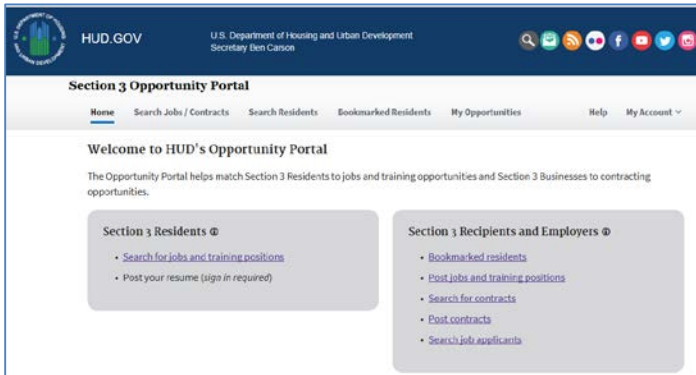 HUD.GOV
U.S. Department of Housing and Urban Development
Secretary Ben Carson
Section 3 Opportunity Portal
Home Search Jobs / Contracts Search Residents Bookmarked Residents My Opportunities Help My Account
Welcome to HUD's Opportunity Portal
The Opportunity Portal helps match Section 3 Residents to jobs and training opportunities and Section 3 Businesses to contracting
opportunities.
Section 3 Residents
• Search for jobs and training positions
• Post your resume (sign in required)
Section 3 Recipients and Employers
• Bookmarked residents
• Post jobs and training positions
• Search for contracts
• Post contracts
• Search job applicants